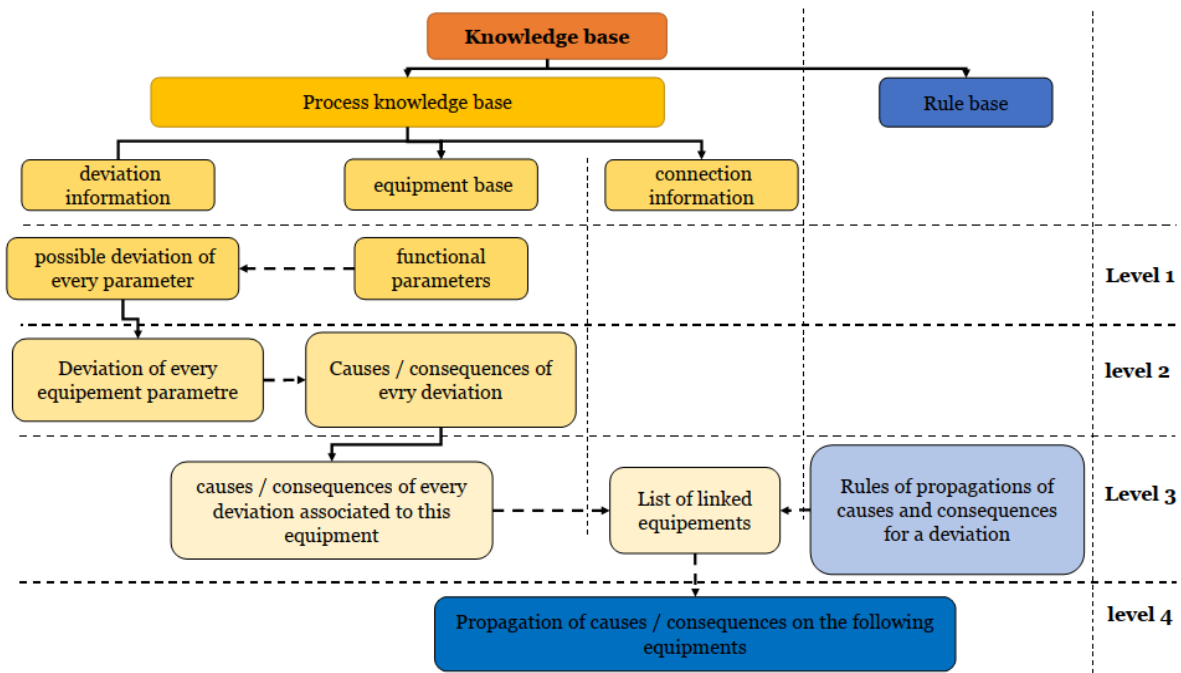 Knowledge base
Process knowledge base
Rule base
deviation
information
equipment base
connection
information
possible deviation of
every parameter
functional
parameters
Level 1
Deviation of every
equipement parametre
Causes / consequences of
evry deviation
level 2
causes / consequences of every
deviation associated to this
equipment
List of linked
equipements
Rules of propagations of
causes and consequences
for a deviation
Level 3
Propagation of causes / consequences on the following
equipments
level 4